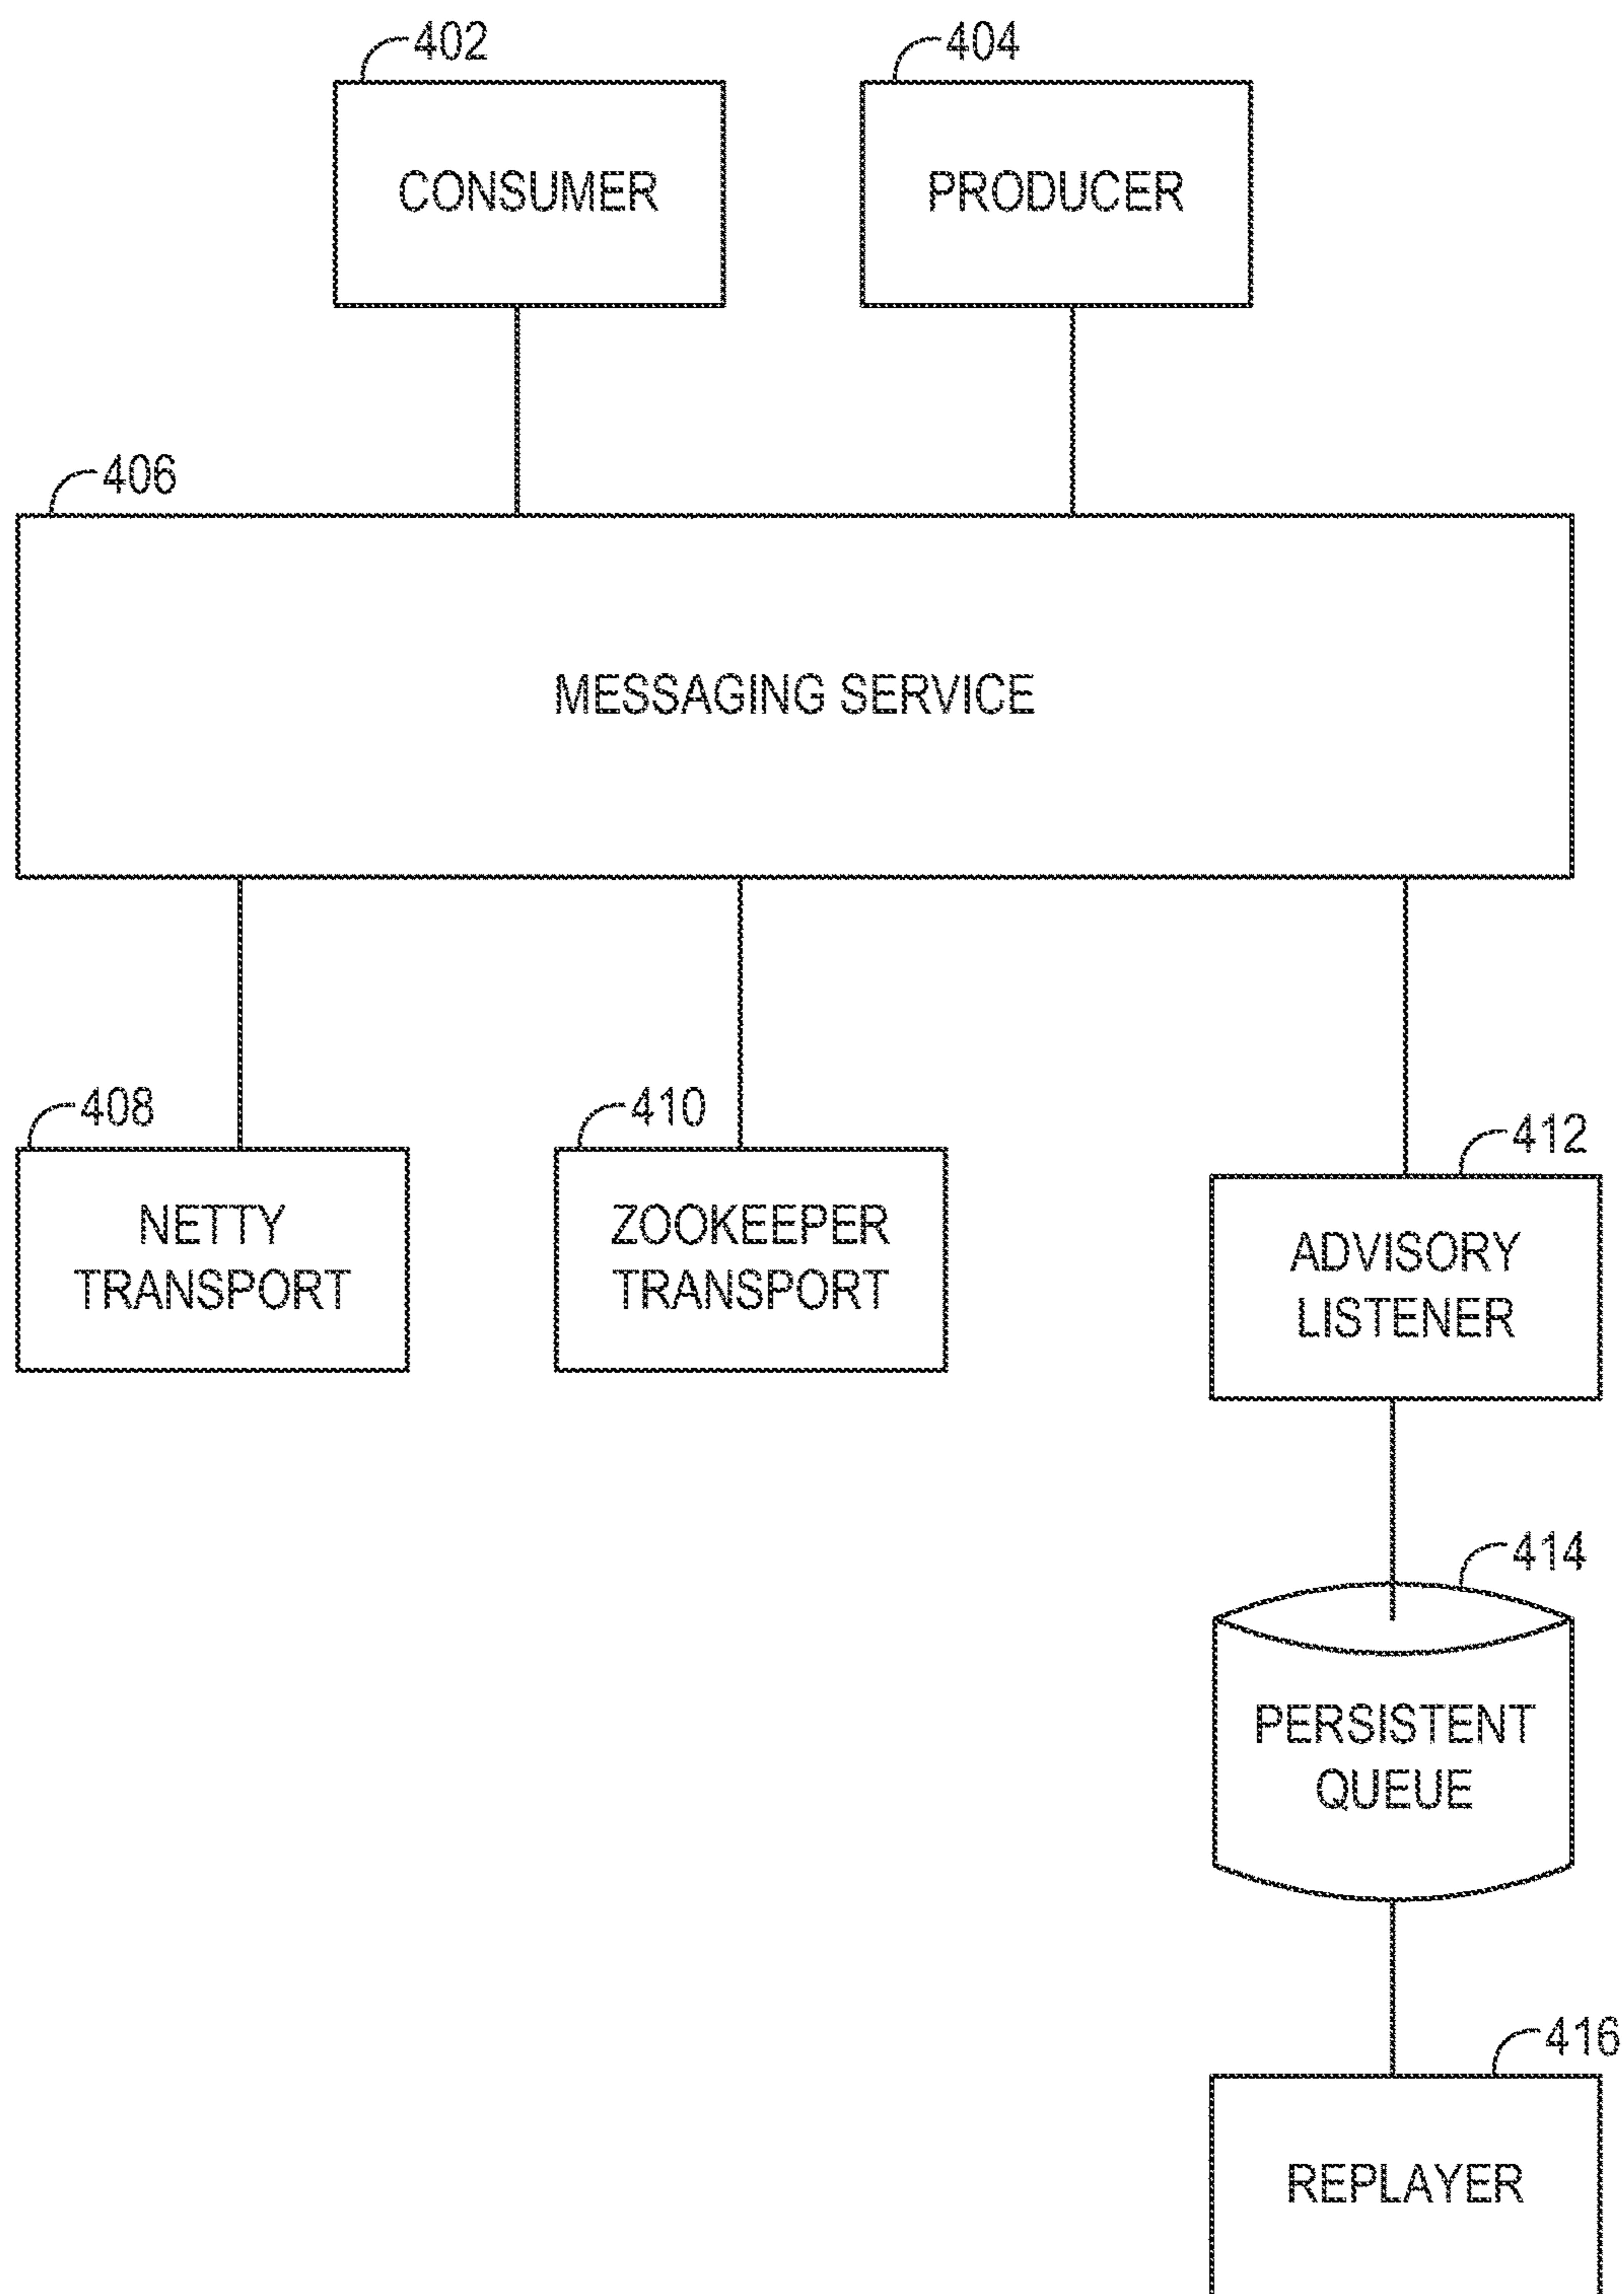 402
404
CONSUMER
PRODUCER
406
MESSAGING SERVICE
408
410
412
NETTY
TRANSPORT
ZOOKEEPER
TRANSPORT
ADVISORY
LISTENER
414
PERSISTENT
QUEUE
416
REPLAYER